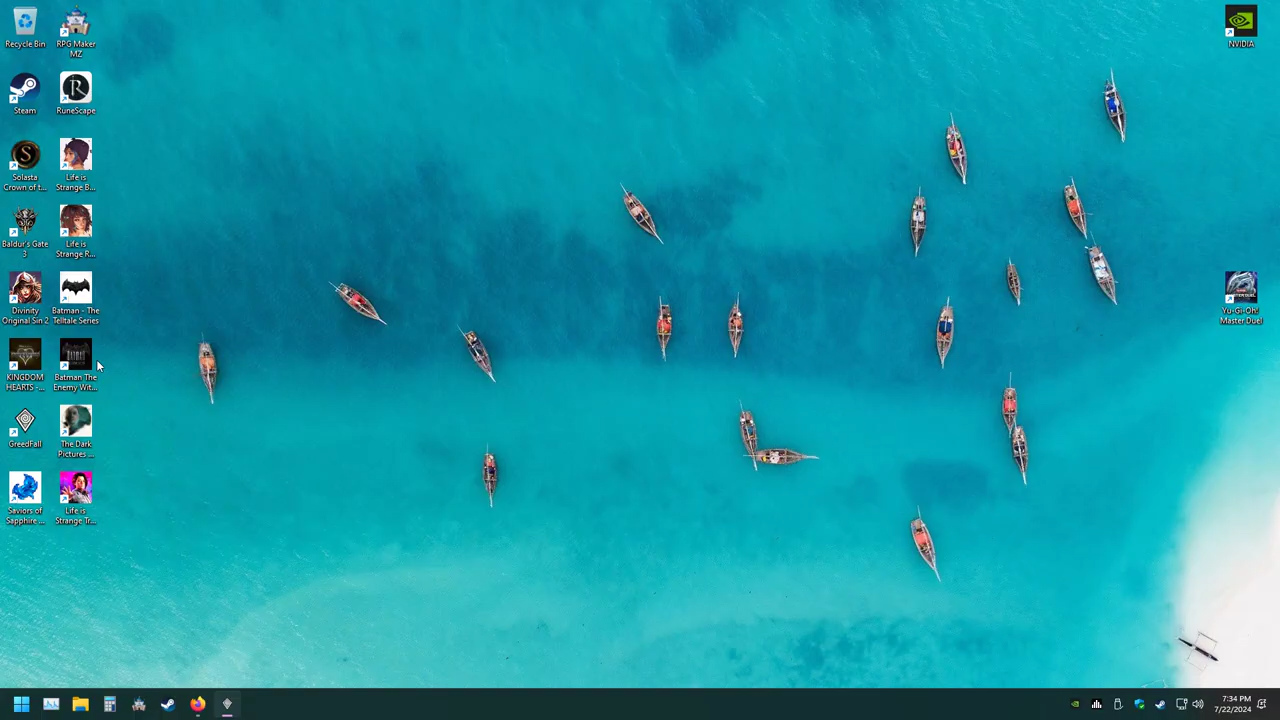 Recycle Bin
RPG Maker
MZ
NVIDIA
Steam
RuneScape
Solasta
Crown of t...
Life is
Strange B...
Baldur's Gate
3
Life is
Strange R...
Divinity
Original Sin 2
Batman - The
Telltale Series
Yu-Gi-Oh!
Master Duel
KINGDOM
HEARTS -...
Batman The
Enemy Wit...
GreedFall
The Dark
Pictures ...
Saviors of
Sapphire ...
Life is
Strange Tr...
7:34 PM
7/22/2024